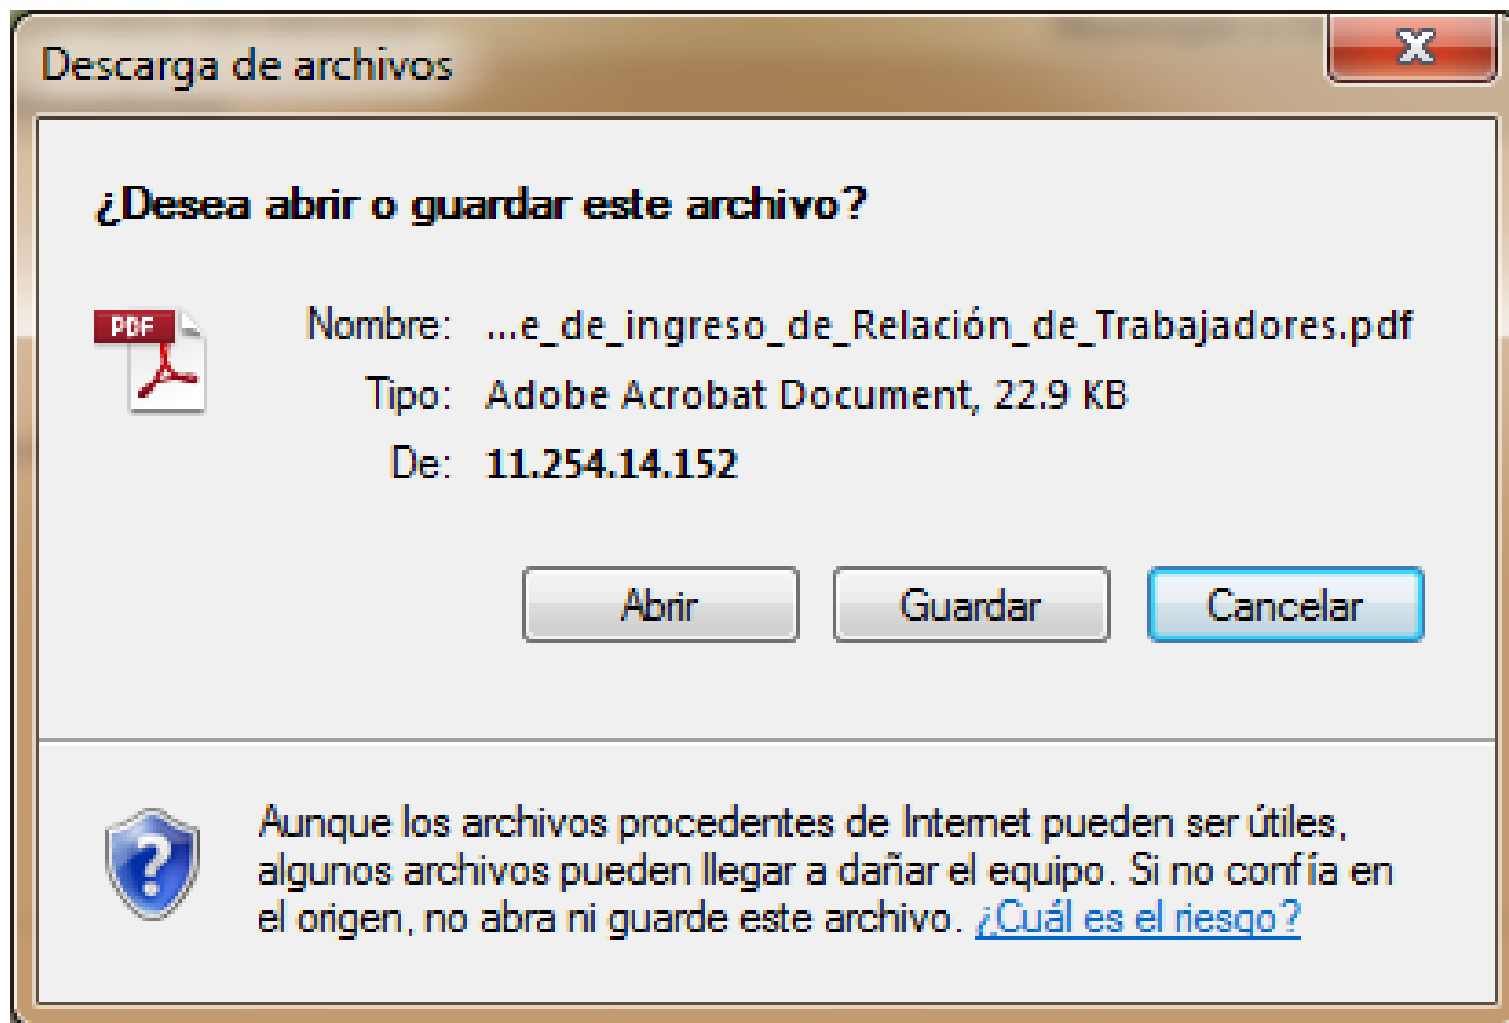 Descarga de archivos
¿Desea abrir o guardar este archivo?
PDF
Nombre: ...e_de_ingreso_de_Relación_de_Trabajadores.pdf
Tipo: Adobe Acrobat Document, 22.9 KB
De: 11.254.14.152
Abrir Guardar Cancelar
Aunque los archivos procedentes de Internet pueden ser útiles,
algunos archivos pueden llegar a dañar el equipo. Si no confía en
el origen, no abra ni guarde este archivo. ¿Cuál es el riesgo?